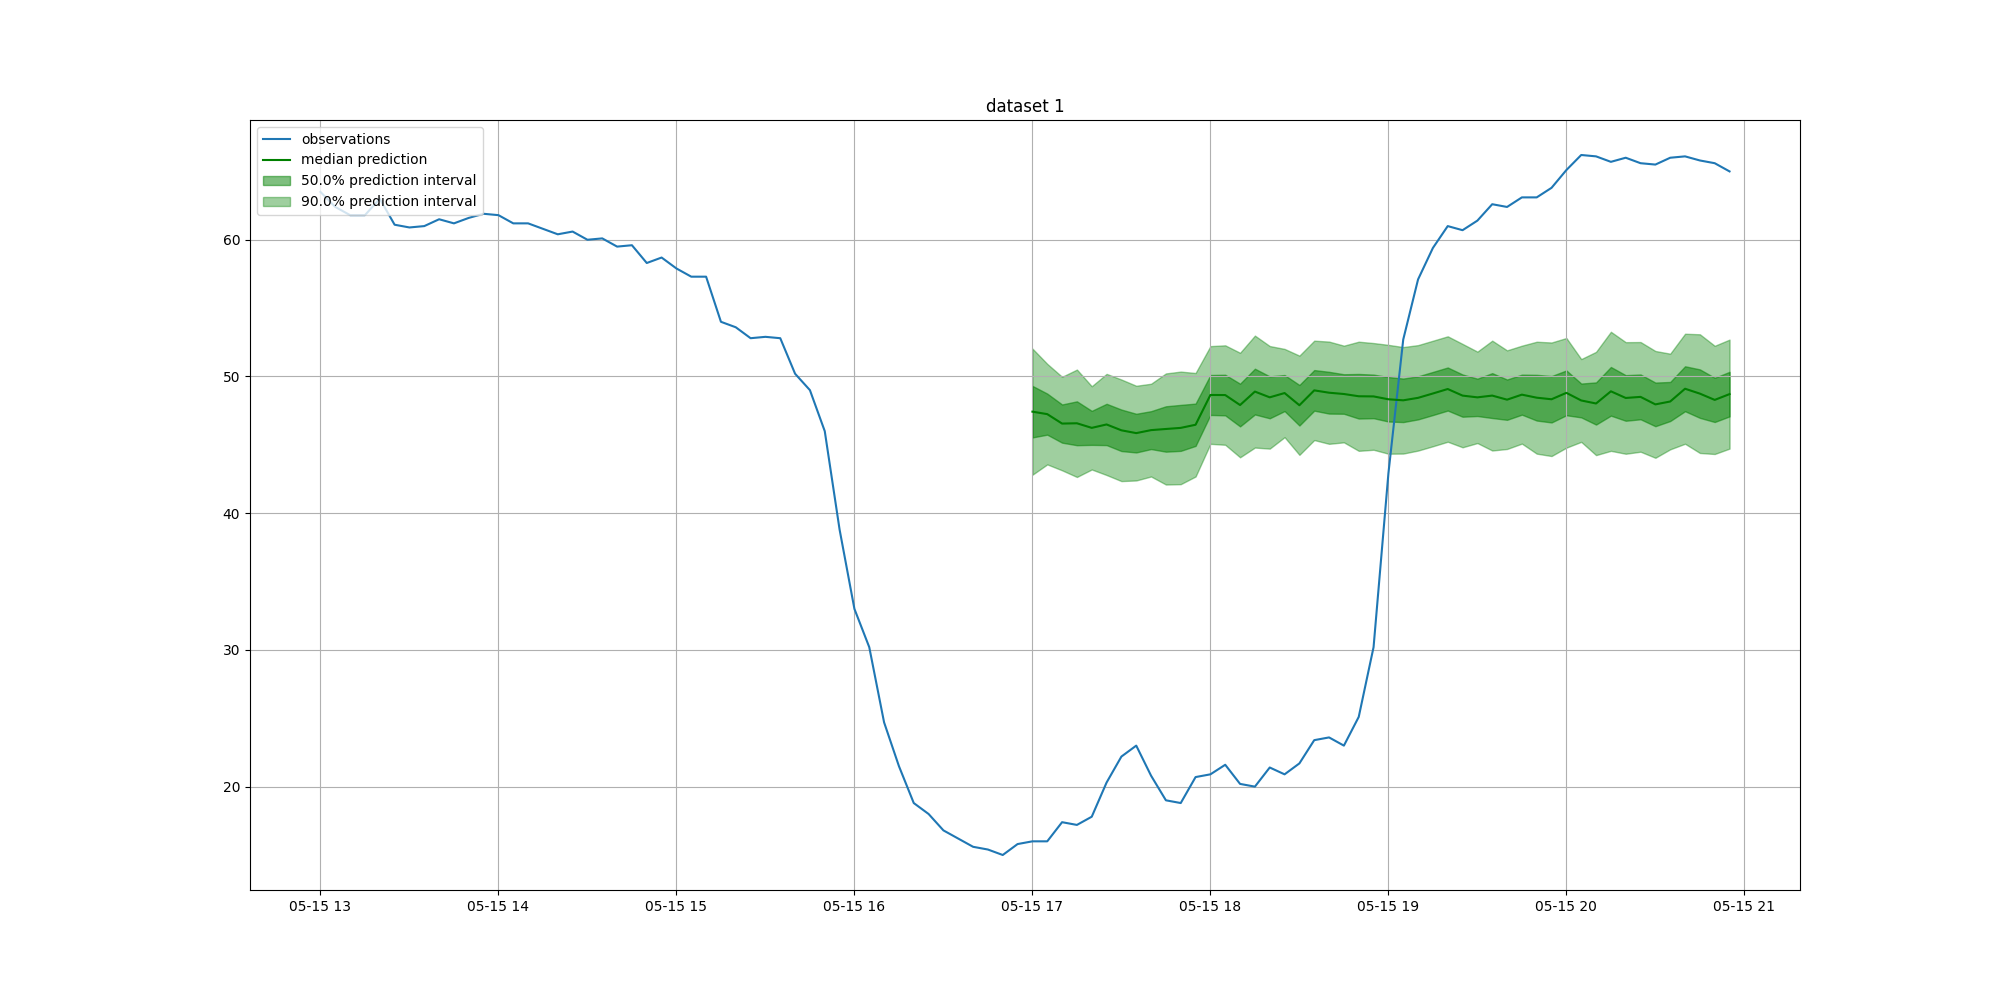 dataset 1
observations
median prediction
50.0% prediction interval
90.0% prediction interval
60
50
40
30
20
05-15 13 05-15 14 05-15 15 05-15 16 05-15 17 05-15 18 05-15 19 05-15 20 05-15 21